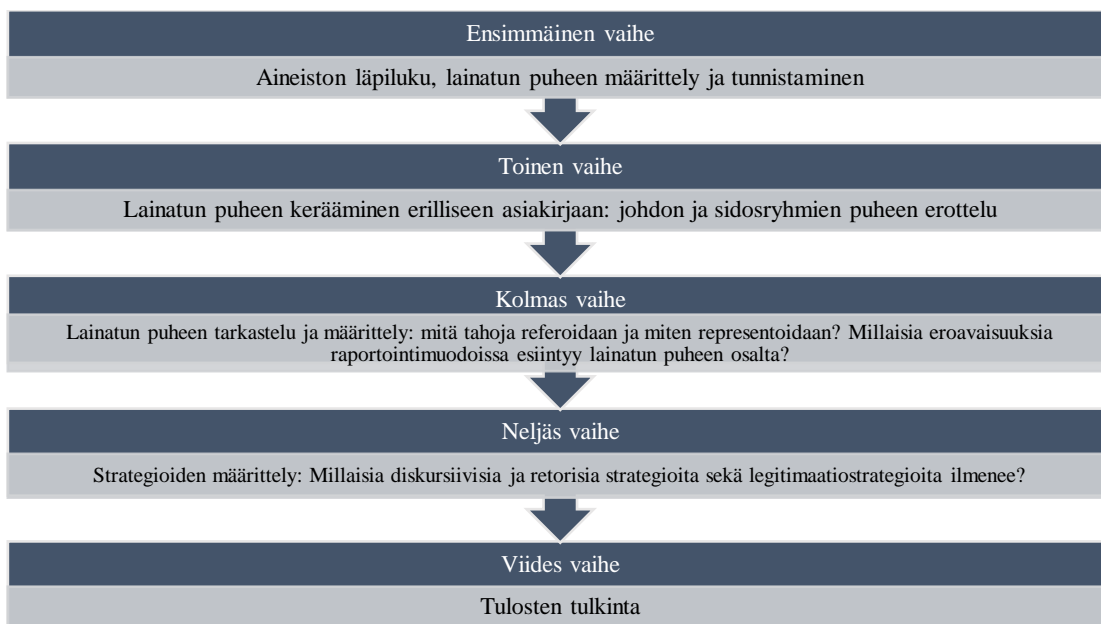 Ensimmäinen vaihe
Aineiston läpiluku, lainatun puheen määrittely ja tunnistaminen
Toinen vaihe
Lainatun puheen kerääminen erilliseen asiakirjaan: johdon ja sidosryhmien puheen erottelu
Kolmas vaihe
Lainatun puheen tarkastelu ja määrittely: mitä tahoja referoidaan ja miten representoidaan? Millaisia eroavaisuuksia
raportointimuodoissa esiintyy lainatun puheen osalta?
Neljäs vaihe
Strategioiden määrittely: Millaisia diskursiivisia ja retorisia strategioita sekä legitimaatiostrategioita ilmenee?
Viides vaihe
Tulosten tulkinta